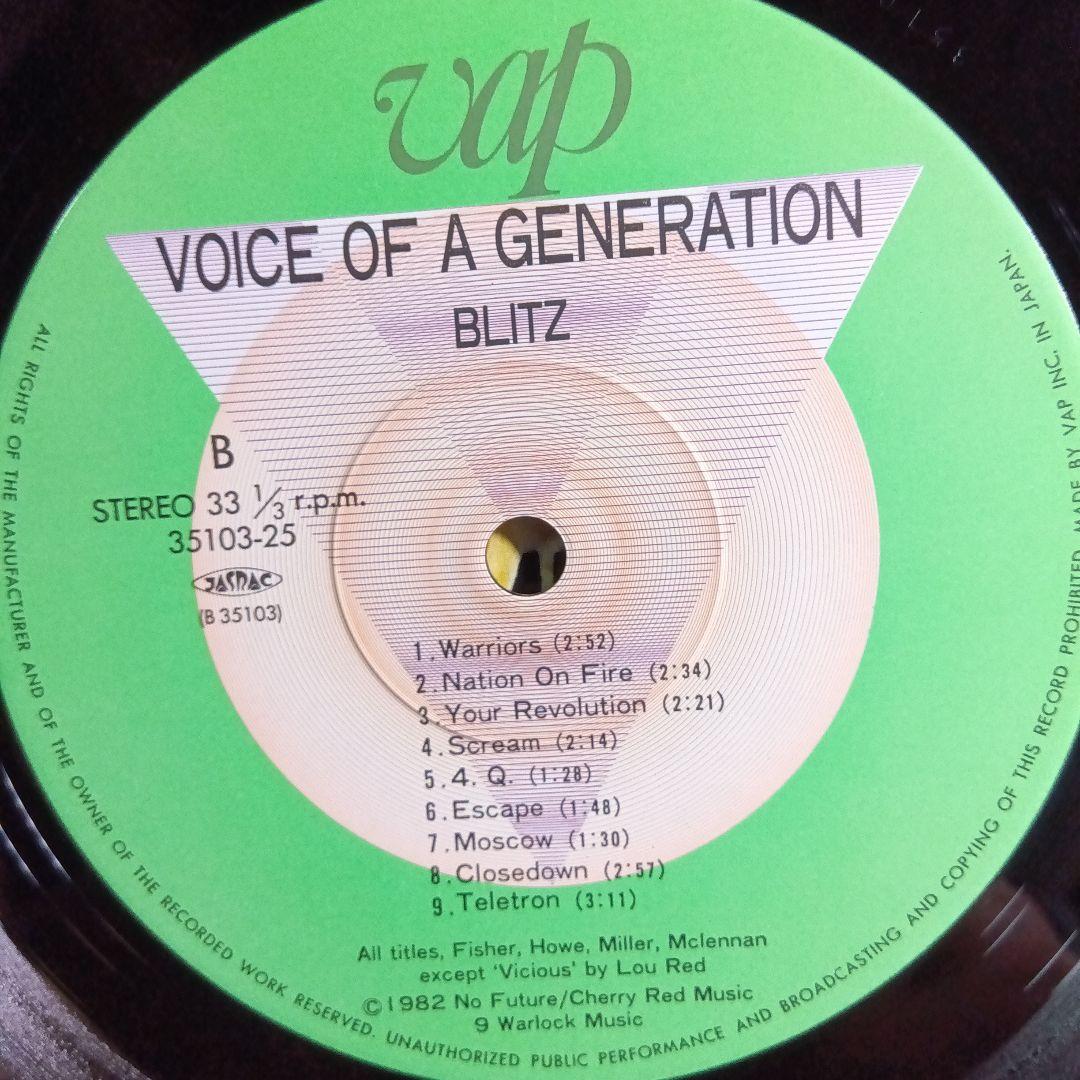 vap
VOICE OF A GENERATION
BLITZ
B
STEREO 33 1/3 r.p.m.
35103-25
JASRAC
(B 35103)
1. Warriors (2:52)
2. Nation On Fire (2:34)
3. Your Revolution (2:21)
4. Scream (2:14)
5. 4. Q. (1:28)
6. Escape (1:48)
7. Moscow (1:30)
8. Closedown (2:57)
9. Teletron (3:11)
All titles, Fisher, Howe, Miller, Mclennan
except 'Vicious' by Lou Red
©1982 No Future/Cherry Red Music
9 Warlock Music
ALL RIGHTS OF THE MANUFACTURER AND OF THE OWNER OF THE RECORDED WORK RESERVED. UNAUTHORIZED PUBLIC PERFORMANCE AND BROADCASTING AND COPYING OF THIS RECORD PROHIBITED. MADE BY VAP INC. IN JAPAN.